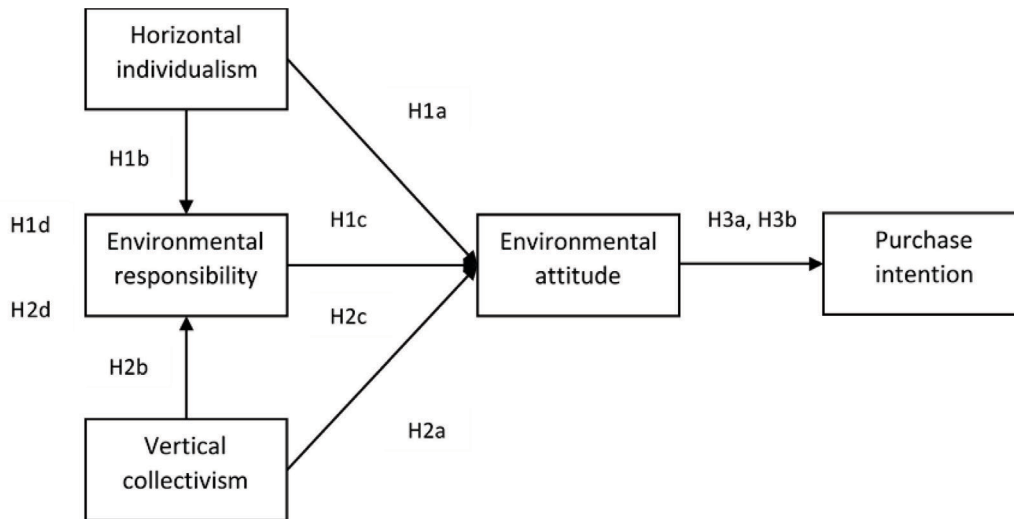 Horizontal
individualism
H1a
H1b
H1d
Environmental
responsibility
H1c
Environmental
attitude
H3a, H3b
Purchase
intention
H2d
H2c
H2b
H2a
Vertical
collectivism